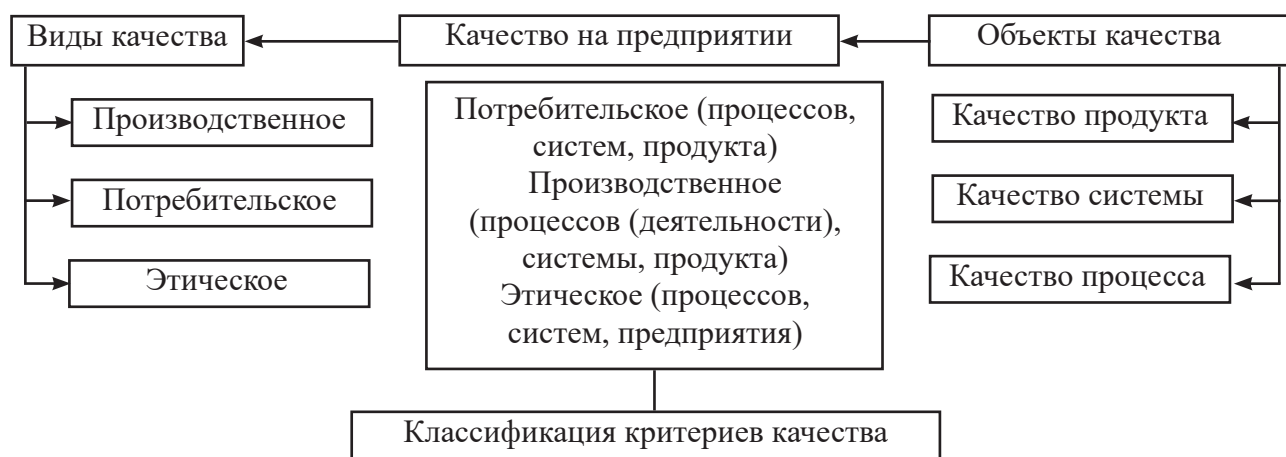 Виды качества
Качество на предприятии
Объекты качества
Производственное
Потребительское
Этическое
Потребительское (процессов,
систем, продукта)
Производственное
(процессов (деятельности),
системы, продукта)
Этическое (процессов,
систем, предприятия)
Качество продукта
Качество системы
Качество процесса
Классификация критериев качества